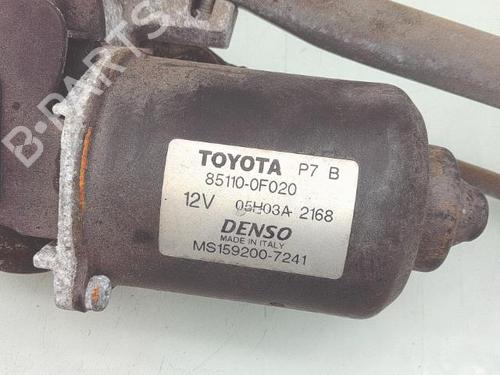 B-PARTS
TOYOTA P7 B
85110-0F020
12V 05H03A 2168
DENSO
MADE IN ITALY
MS159200-7241